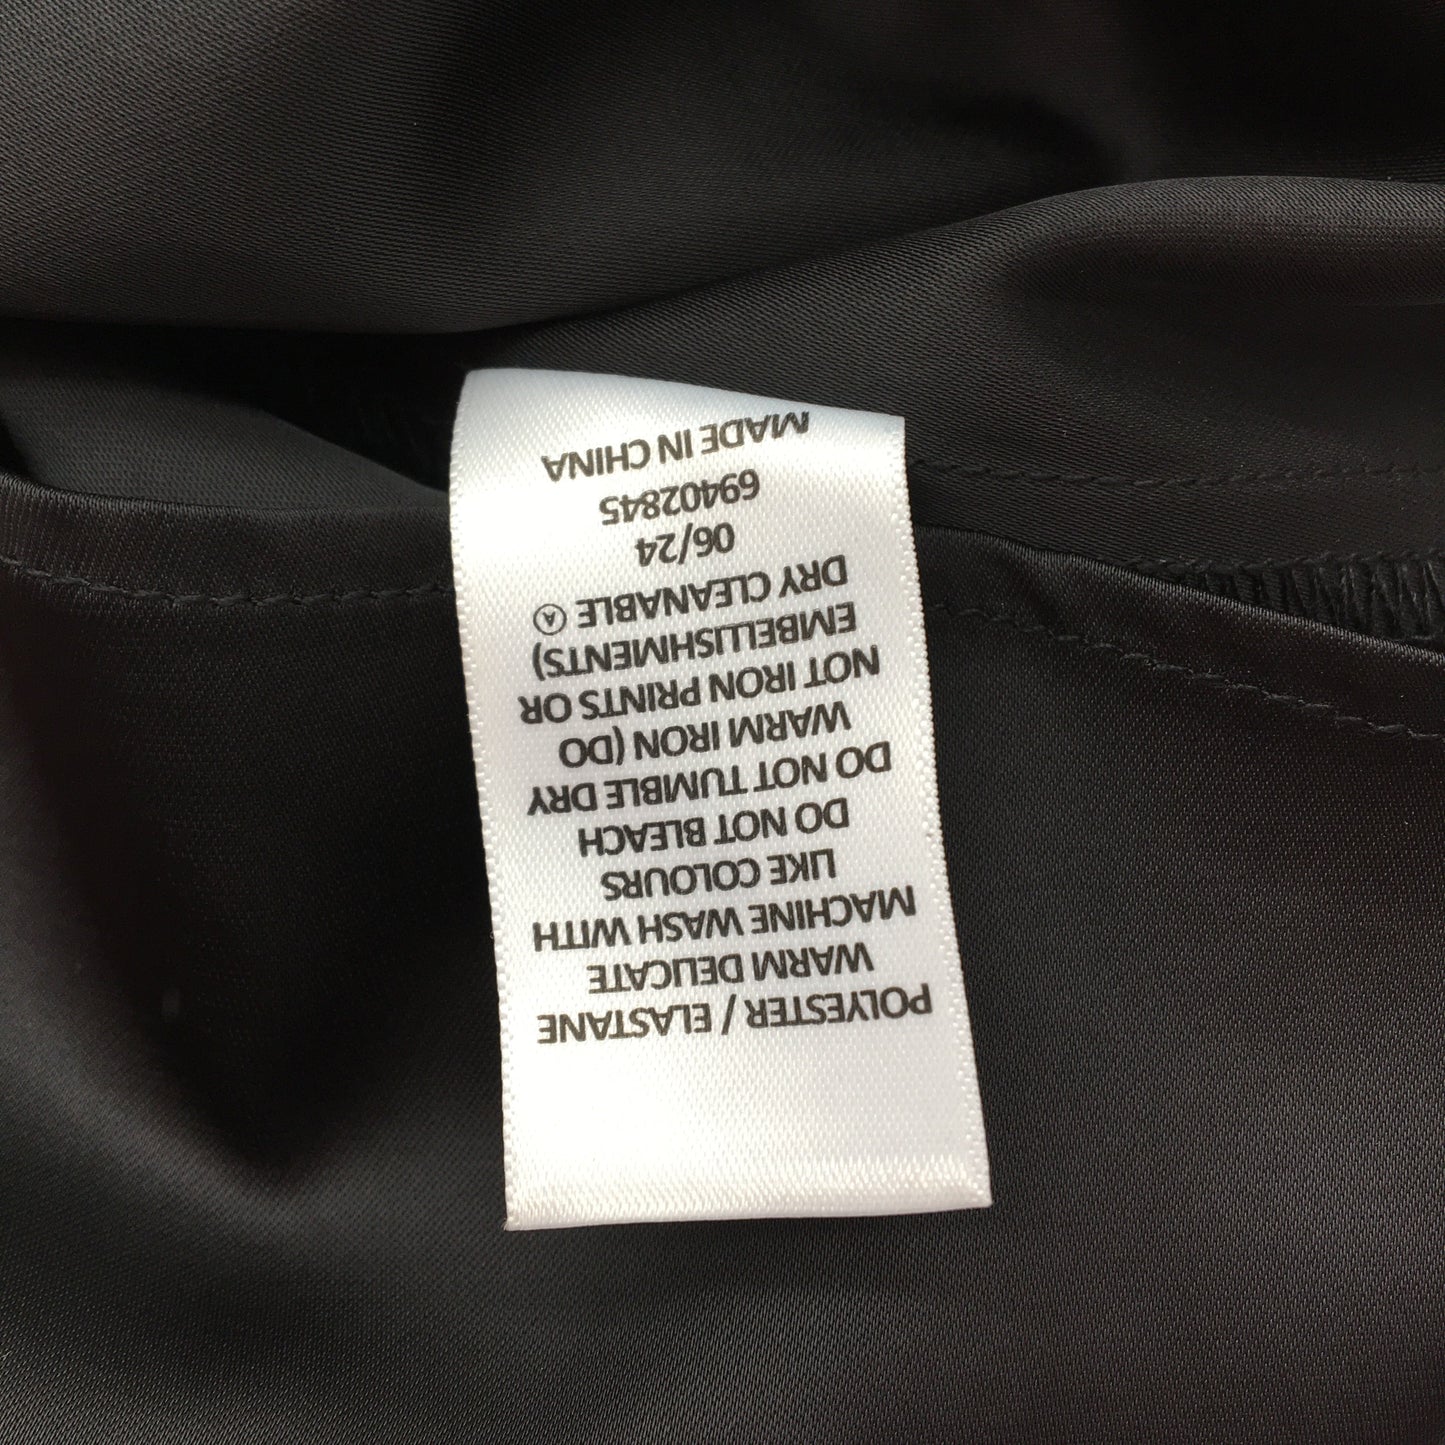 POLYESTER / ELASTANE
WARM DELICATE
MACHINE WASH WITH
LIKE COLOURS
DO NOT BLEACH
DO NOT TUMBLE DRY
WARM IRON (DO
NOT IRON PRINTS OR
EMBELLISHMENTS)
DRY CLEANABLE Ⓐ
06/24
69402845
MADE IN CHINA